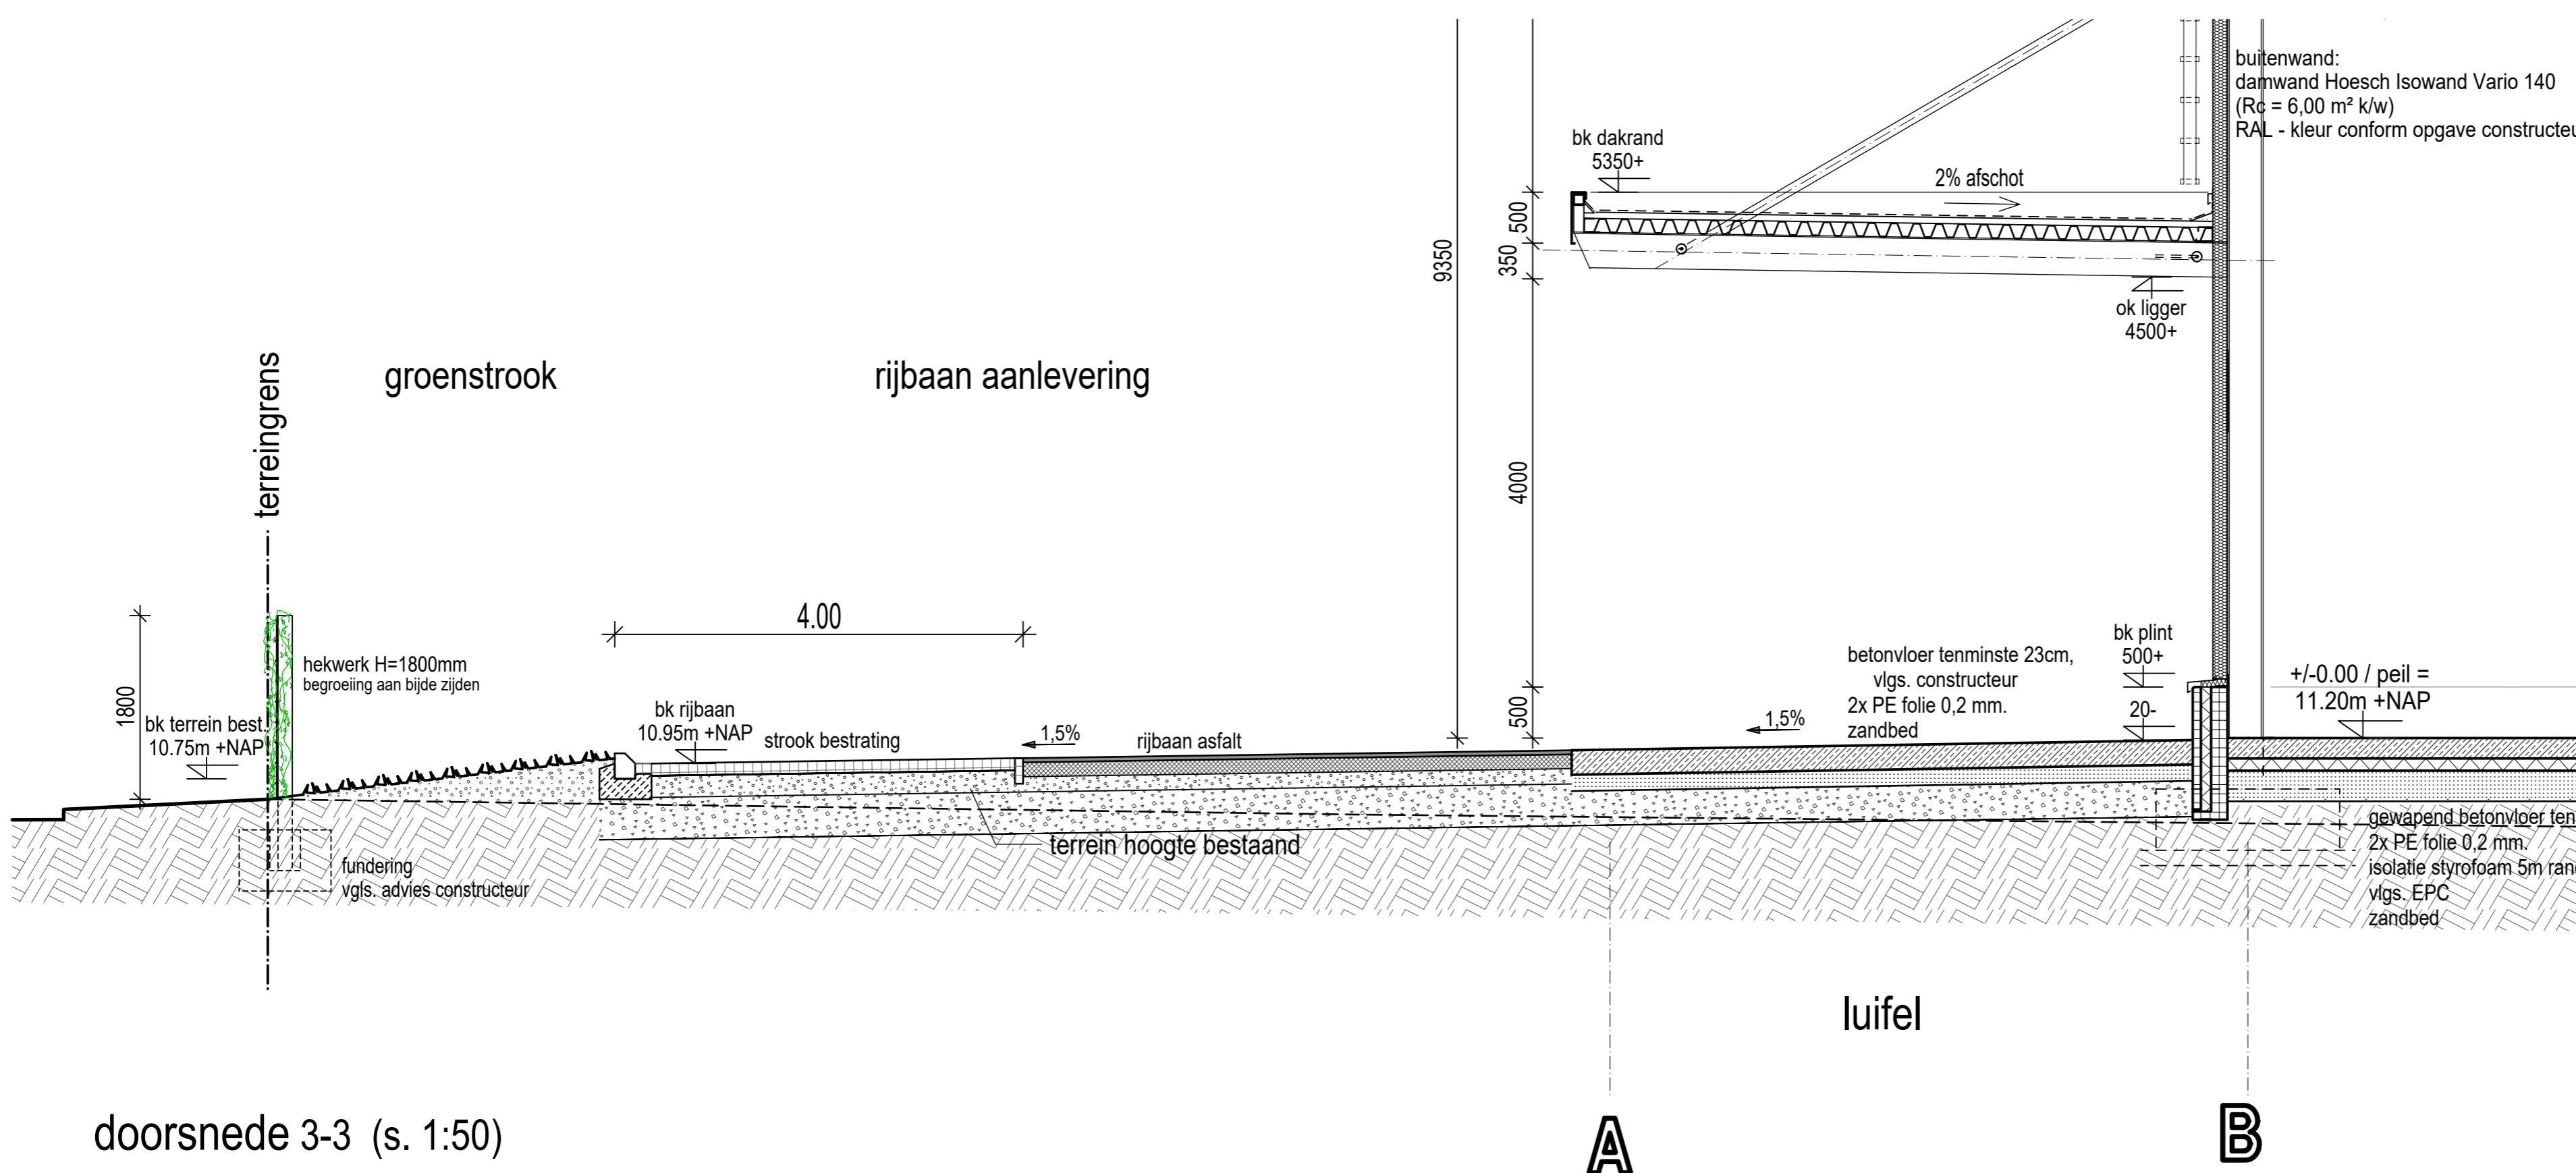 buitenwand:
damwand Hoesch Isowand Vario 140
(Rc = 6,00 m² k/w)
RAL - kleur conform opgave constructeu
bk dakrand
5350+
2% afschot
500
350
9350
ok ligger
4500+
terreingrens
groenstrook
rijbaan aanlevering
4000
4.00
1800
hekwerk H=1800mm
begroeiing aan bijde zijden
bk terrein best.
10.75m +NAP
bk rijbaan
10.95m +NAP
strook bestrating
1,5%
rijbaan asfalt
500
1,5%
betonvloer tenminste 23cm,
vlgs. constructeur
2x PE folie 0,2 mm.
zandbed
bk plint
500+
20-
+/-0.00 / peil =
11.20m +NAP
terrein hoogte bestaand
fundering
vgls. advies constructeur
gewapend betonvloer ten
2x PE folie 0,2 mm.
isolatie styrofoam 5m ran
vlgs. EPC
zandbed
luifel
doorsnede 3-3 (s. 1:50)
A
B